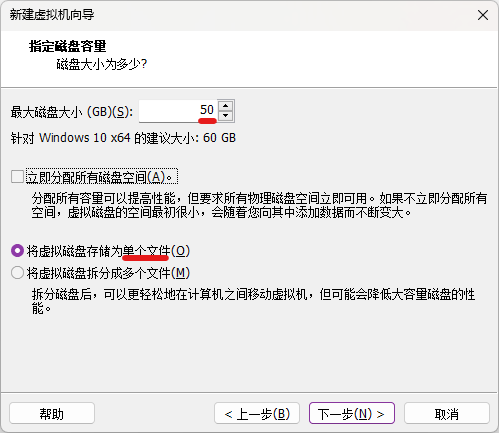 新建虚拟机向导
指定磁盘容量
磁盘大小为多少?
最大磁盘大小 (GB)(S): 50
针对 Windows 10 x64 的建议大小: 60 GB
立即分配所有磁盘空间(A)。
分配所有容量可以提高性能，但要求所有物理磁盘空间立即可用。如果不立即分配所有
空间，虚拟磁盘的空间最初很小，会随着您向其中添加数据而不断变大。
将虚拟磁盘存储为单个文件(O)
将虚拟磁盘拆分成多个文件(M)
拆分磁盘后，可以更轻松地在计算机之间移动虚拟机，但可能会降低大容量磁盘的性
能。
帮助 < 上一步(B) 下一步(N) > 取消